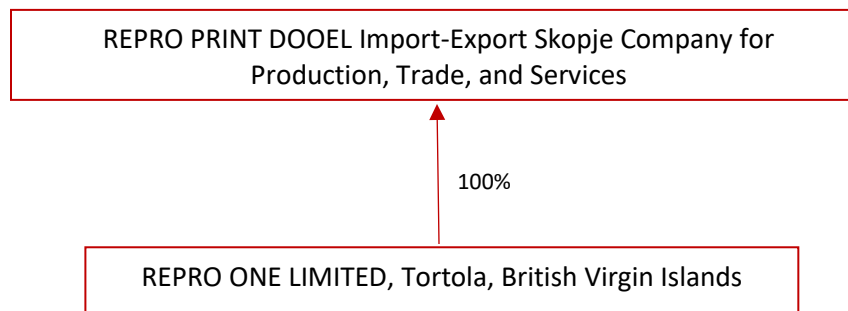 REPRO PRINT DOOEL Import-Export Skopje Company for
Production, Trade, and Services
100%
REPRO ONE LIMITED, Tortola, British Virgin Islands